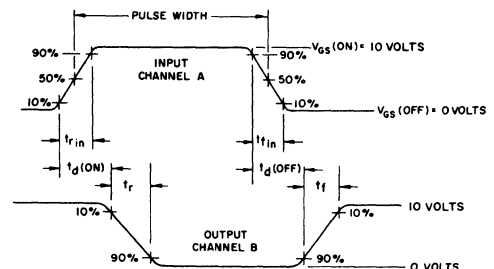 PULSE WIDTH
90% INPUT CHANNEL A 90% VGS(ON) = 10 VOLTS
50% 50%
10% 10% VGS(OFF) = 0 VOLTS
trin tfin
td(ON) td(OFF)
tr tf
10% OUTPUT CHANNEL B 10% 10 VOLTS
90% 90%
0 VOLTS